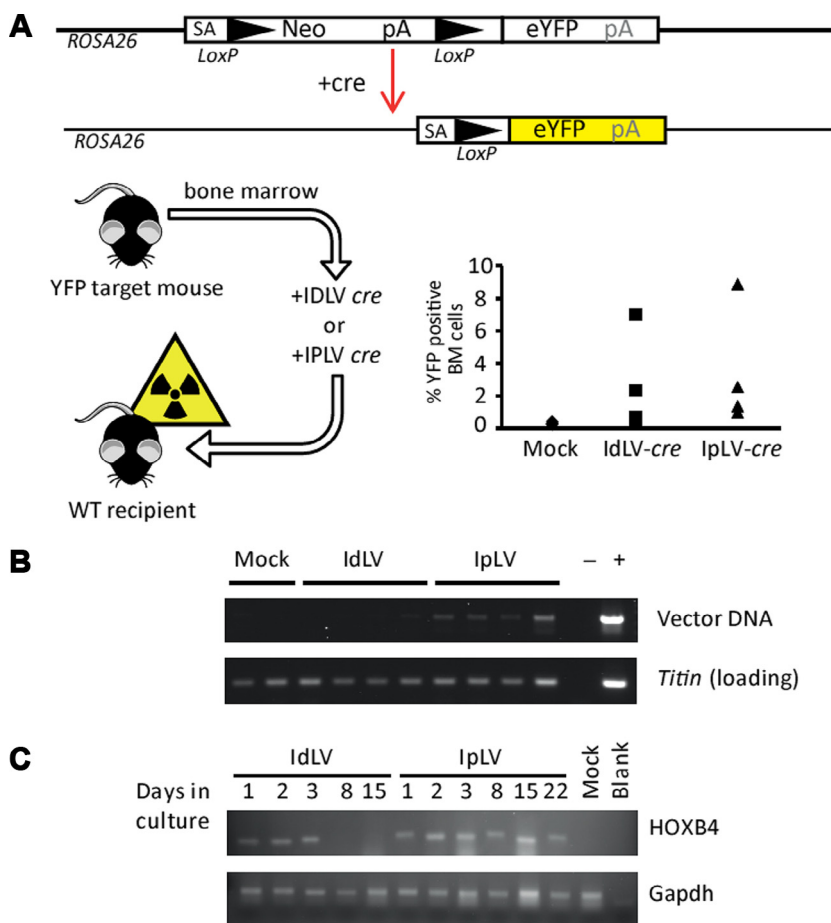 A
SA Neo pA eYFP pA
ROSA26 LoxP LoxP
+cre
SA eYFP pA
ROSA26 LoxP
bone marrow
YFP target mouse
+IDLV cre
or
+IPLV cre
WT recipient
% YFP positive
BM cells
10
8
6
4
2
0
Mock IdLV-cre IpLV-cre
B
Mock IdLV IpLV – +
Vector DNA
Titin (loading)
C
IdLV IpLV Mock Blank
Days in
culture
1 2 3 8 15 1 2 3 8 15 22
HOXB4
Gapdh